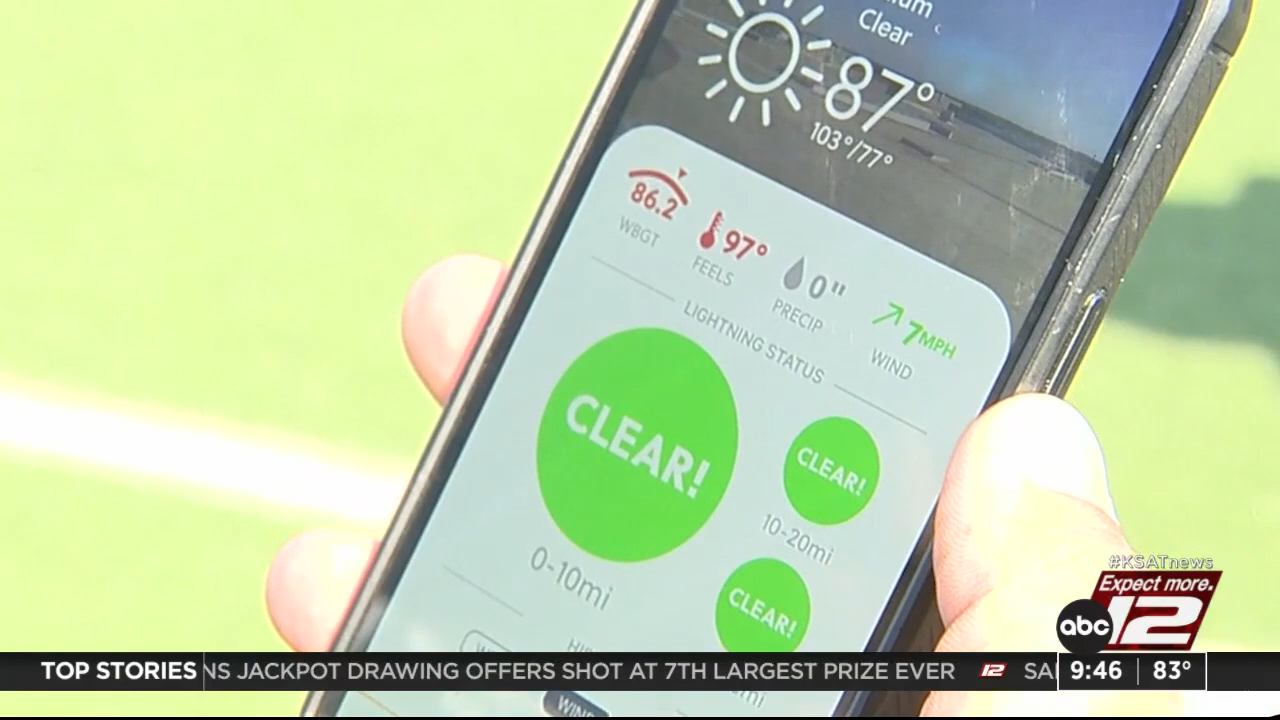 Clear
87°
103°/77°
86.2
WBGT
97°
FEELS
0"
PRECIP
7MPH
WIND
LIGHTNING STATUS
CLEAR!
0-10mi
CLEAR!
10-20mi
CLEAR!
#KSATnews
Expect more.
abc 12
TOP STORIES
JACKPOT DRAWING OFFERS SHOT AT 7TH LARGEST PRIZE EVER 12
9:46 83°